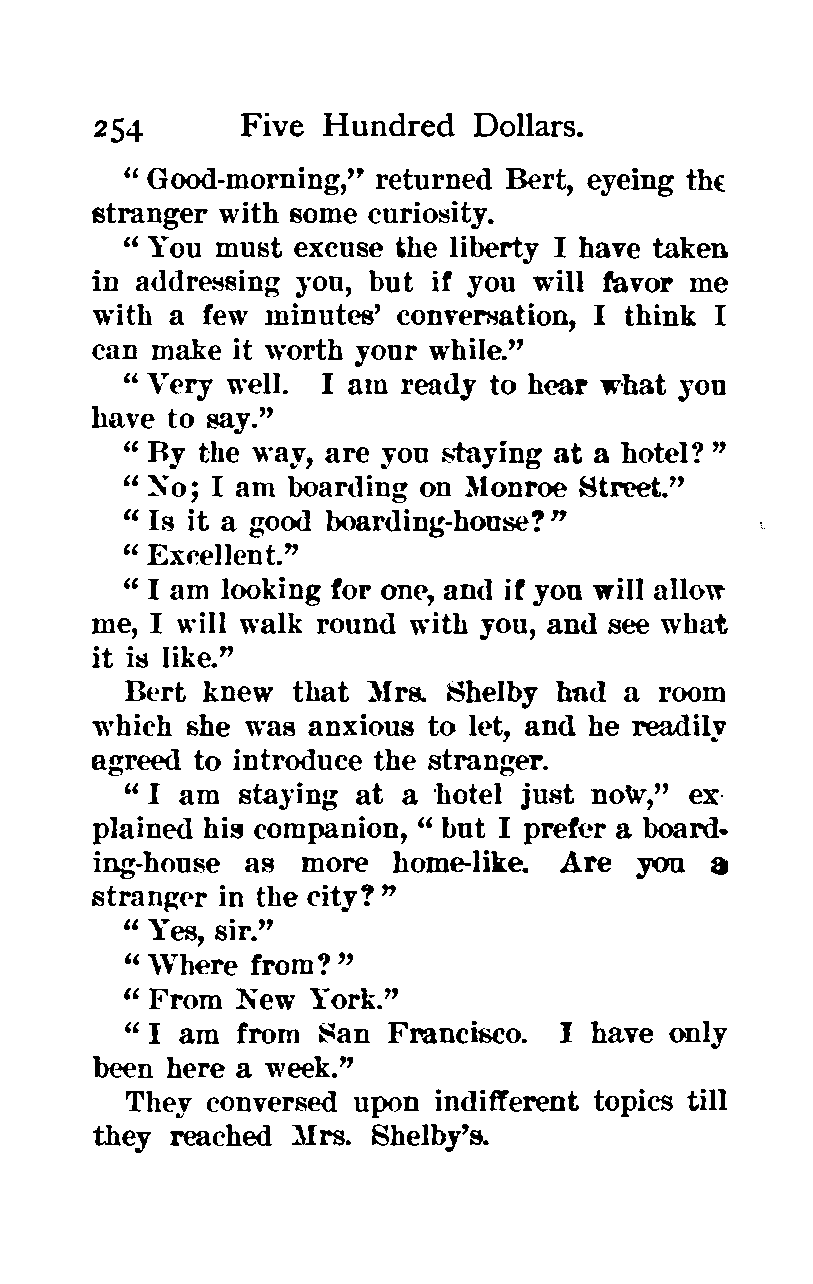 254 Five Hundred Dollars.
“Good-morning,” returned Bert, eyeing the
stranger with some curiosity.
“You must excuse the liberty I have taken
in addressing you, but if you will favor me
with a few minutes’ conversation, I think I
can make it worth your while.”
“Very well. I am ready to hear what you
have to say.”
“By the way, are you staying at a hotel?”
“No; I am boarding on Monroe Street.”
“Is it a good boarding-house?”
“Excellent.”
“I am looking for one, and if you will allow
me, I will walk round with you, and see what
it is like.”
Bert knew that Mrs. Shelby had a room
which she was anxious to let, and he readily
agreed to introduce the stranger.
“I am staying at a hotel just now,” ex-
plained his companion, “but I prefer a board-
ing-house as more home-like. Are you a
stranger in the city?”
“Yes, sir.”
“Where from?”
“From New York.”
“I am from San Francisco. I have only
been here a week.”
They conversed upon indifferent topics till
they reached Mrs. Shelby’s.